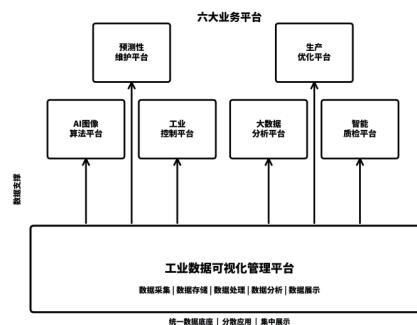 六大业务平台
预测性
维护平台
生产
优化平台
AI图像
算法平台
工业
控制平台
大数据
分析平台
智能
质检平台
数据支撑
工业数据可视化管理平台
数据采集 | 数据存储 | 数据处理 | 数据分析 | 数据展示
统一数据底座 | 分散应用 | 集中展示